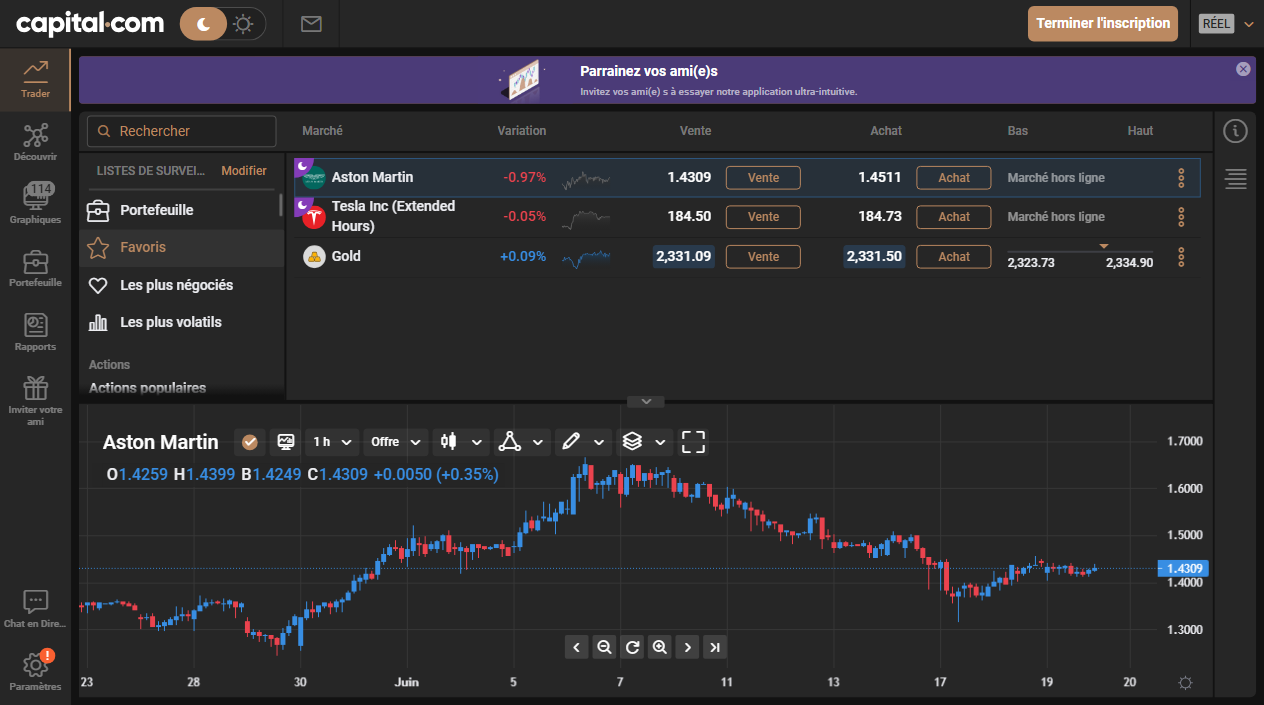 capital.com
Terminer l'inscription
RÉEL
Parrainez vos ami(e)s
Invitez vos ami(e) s à essayer notre application ultra-intuitive.
Trader
Découvrir
114
Graphiques
Portefeuille
Rapports
Inviter votre
ami
Chat en Dire...
!
Paramètres
Rechercher
LISTES DE SURVEI... Modifier
Portefeuille
Favoris
Les plus négociés
Les plus volatils
Actions
Actions populaires
Marché Variation Vente Achat Bas Haut
Aston Martin -0.97% 1.4309 Vente 1.4511 Achat Marché hors ligne
Tesla Inc (Extended
Hours) -0.05% 184.50 Vente 184.73 Achat Marché hors ligne
Gold +0.09% 2,331.09 Vente 2,331.50 Achat 2,323.73 2,334.90
Aston Martin 1 h Offre
O1.4259 H1.4399 B1.4249 C1.4309 +0.0050 (+0.35%)
1.7000
1.6000
1.5000
1.4309
1.4000
1.3000
23 28 30 Juin 5 7 11 13 17 19 20